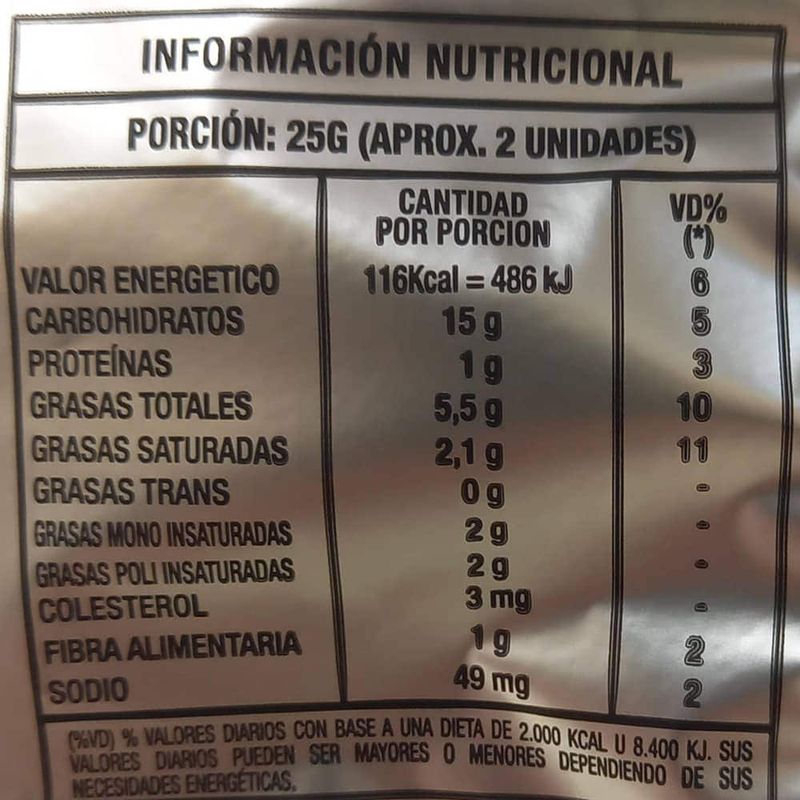 INFORMACIÓN NUTRICIONAL
PORCIÓN: 25G (APROX. 2 UNIDADES)
CANTIDAD VD%
POR PORCION (*)
VALOR ENERGETICO 116Kcal = 486 kJ 6
CARBOHIDRATOS 15 g 5
PROTEÍNAS 1 g 3
GRASAS TOTALES 5,5 g 10
GRASAS SATURADAS 2,1 g 11
GRASAS TRANS 0 g -
GRASAS MONO INSATURADAS 2 g -
GRASAS POLI INSATURADAS 2 g -
COLESTEROL 3 mg -
FIBRA ALIMENTARIA 1 g 2
SODIO 49 mg 2
(%VD) % VALORES DIARIOS CON BASE A UNA DIETA DE 2.000 KCAL U 8.400 KJ. SUS
VALORES DIARIOS PUEDEN SER MAYORES O MENORES DEPENDIENDO DE SUS
NECESIDADES ENERGÉTICAS.